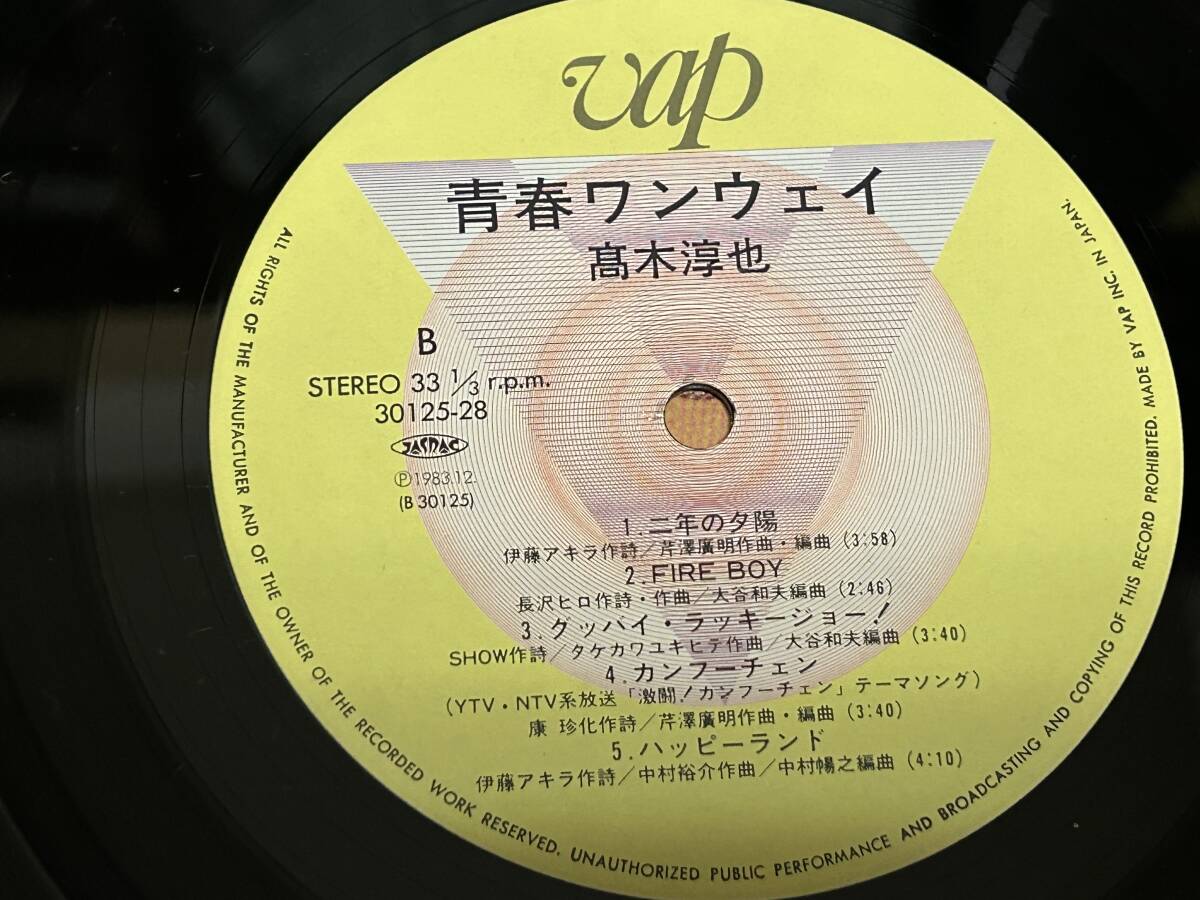 vap
青春ワンウェイ
髙木淳也
B
STEREO 33 1/3 r.p.m.
30125-28
JASRAC
Ⓟ1983.12.
(B 30125)
1.二年の夕陽
伊藤アキラ作詩/芹澤廣明作曲・編曲(3:58)
2.FIRE BOY
長沢ヒロ作詩・作曲/大谷和夫編曲(2:46)
3.グッバイ・ラッキージョー!
SHOW作詩/タケカワユキヒデ作曲/大谷和夫編曲(3:40)
4.カンフーチェン
(YTV・NTV系放送「激闘!カンフーチェン」テーマソング)
康 珍化作詩/芹澤廣明作曲・編曲(3:40)
5.ハッピーランド
伊藤アキラ作詩/中村裕介作曲/中村暢之編曲(4:10)
ALL RIGHTS OF THE MANUFACTURER AND OF THE OWNER OF THE RECORDED WORK RESERVED. UNAUTHORIZED PUBLIC PERFORMANCE AND BROADCASTING AND COPYING OF THIS RECORD PROHIBITED. MADE BY VAP INC. IN JAPAN.